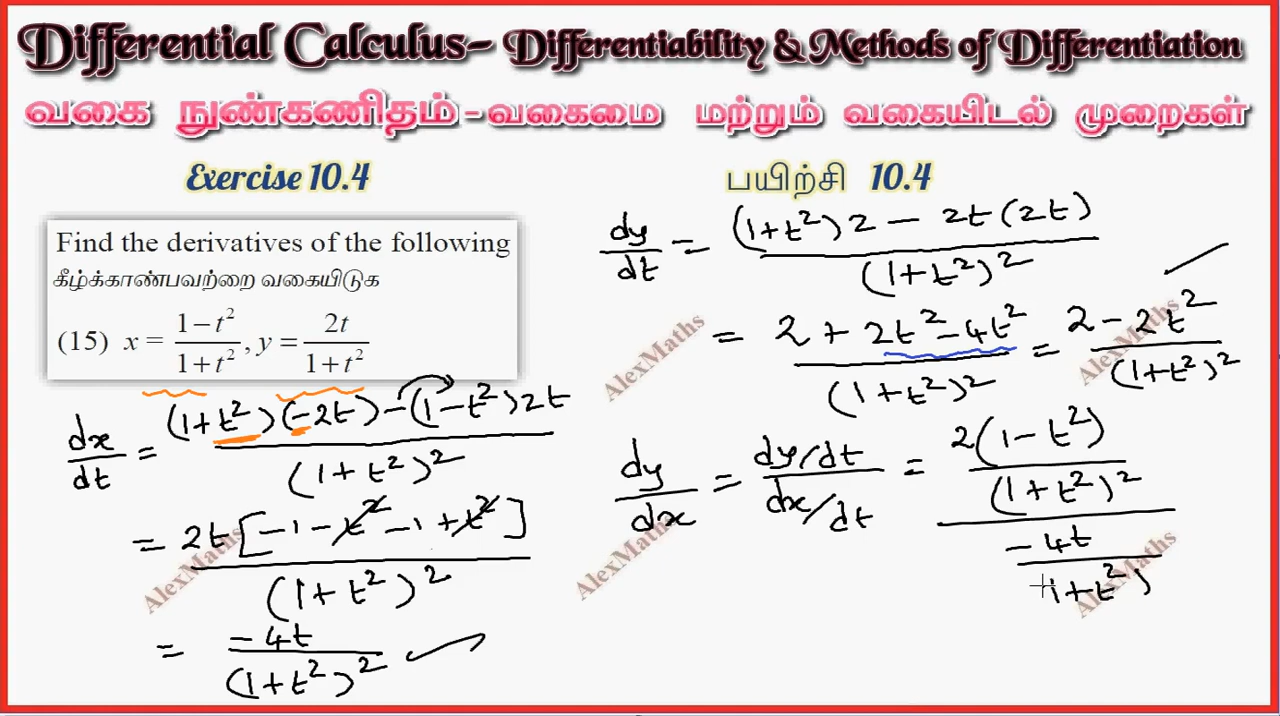 Differential Calculus- Differentiability & Methods of Differentiation
வகை நுண்கணிதம் - வகைமை மற்றும் வகையிடல் முறைகள்
Exercise 10.4
பயிற்சி 10.4
Find the derivatives of the following
கீழ்க்காண்பவற்றை வகையிடுக
(15) x = (1-t²)/(1+t²), y = 2t/(1+t²)
dx/dt = ((1+t²)(-2t) - (1-t²)2t)/(1+t²)²
= 2t[-1-t²-1+t²]/(1+t²)²
= -4t/(1+t²)²
dy/dt = ((1+t²)2 - 2t(2t))/(1+t²)²
= (2+2t²-4t²)/(1+t²)² = (2-2t²)/(1+t²)²
dy/dx = (dy/dt)/(dx/dt) = (2(1-t²)/(1+t²)²)/(-4t/(1+t²))
AlexMaths
AlexMaths
AlexMaths
AlexMaths
AlexMaths